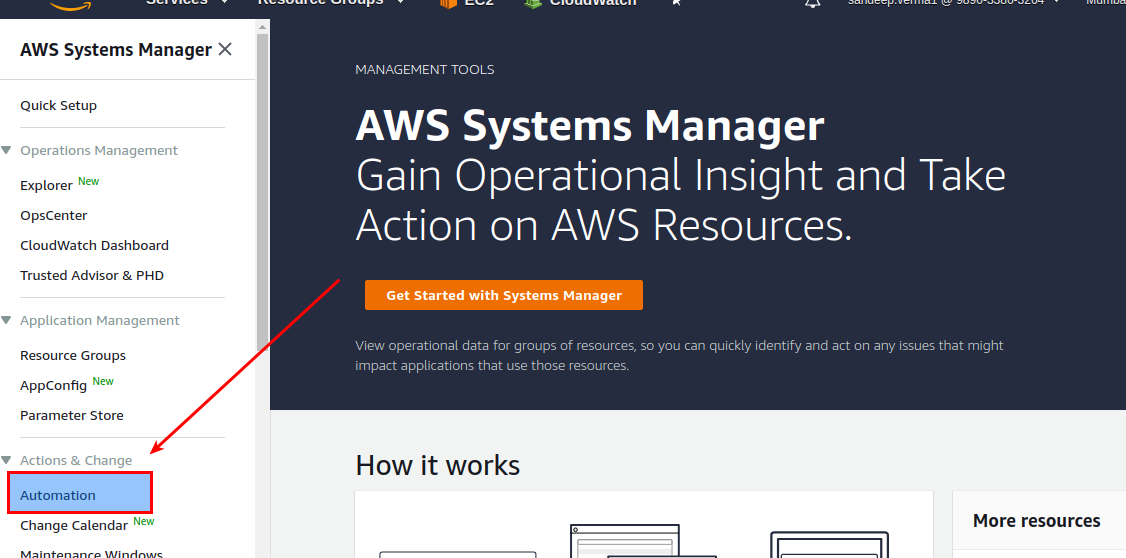 Services
Resource Groups
EC2
CloudWatch
AWS Systems Manager
Quick Setup
Operations Management
Explorer New
OpsCenter
CloudWatch Dashboard
Trusted Advisor & PHD
Application Management
Resource Groups
AppConfig New
Parameter Store
Actions & Change
Automation
Change Calendar New
Maintenance Windows
MANAGEMENT TOOLS
AWS Systems Manager
Gain Operational Insight and Take
Action on AWS Resources.
Get Started with Systems Manager
View operational data for groups of resources, so you can quickly identify and act on any issues that might
impact applications that use those resources.
How it works
More resources